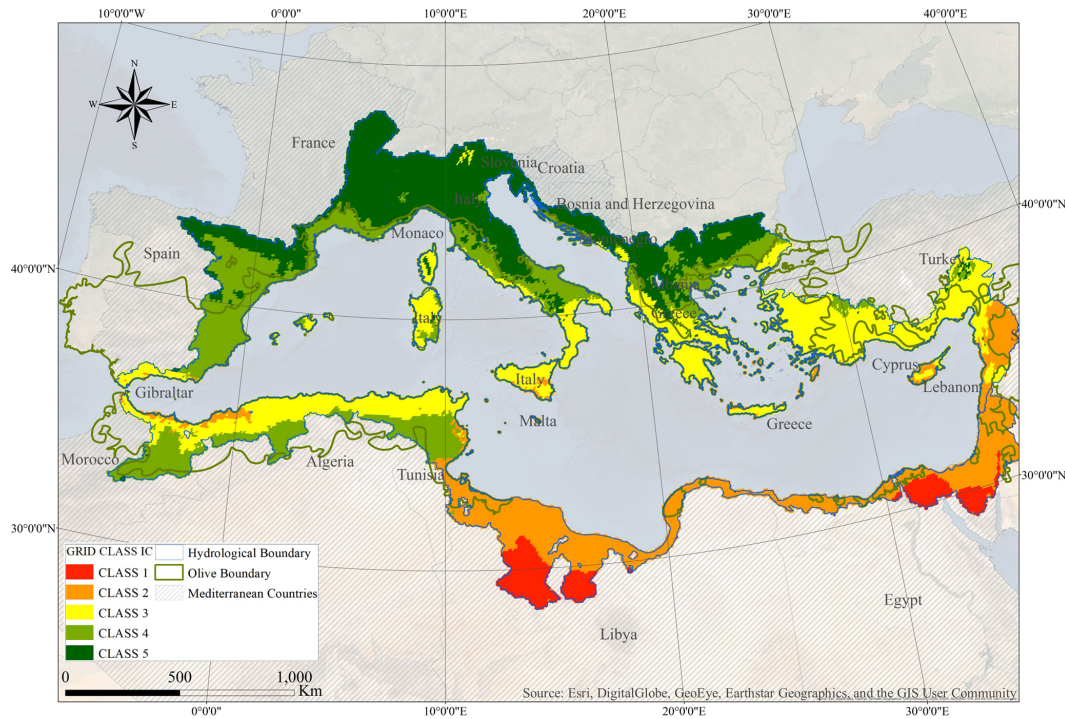 10°0'0"W 0°0'0" 10°0'0"E 20°0'0"E 30°0'0"E 40°0'0"E
N
W E
S
France
Slovenia
Croatia
Italy
Bosnia and Herzegovina
40°0'0"N
Monaco
Montenegro
Spain
40°0'0"N
Turkey
Albania
Italy
Greece
Cyprus
Italy
Lebanon
Gibraltar
Malta
Greece
Morocco
Algeria
Tunisia
30°0'0"N
30°0'0"N
Egypt
Libya
GRID CLASS IC
CLASS 1
CLASS 2
CLASS 3
CLASS 4
CLASS 5
Hydrological Boundary
Olive Boundary
Mediterranean Countries
0 500 1,000
Km
Source: Esri, DigitalGlobe, GeoEye, Earthstar Geographics, and the GIS User Community
0°0'0" 10°0'0"E 20°0'0"E 30°0'0"E